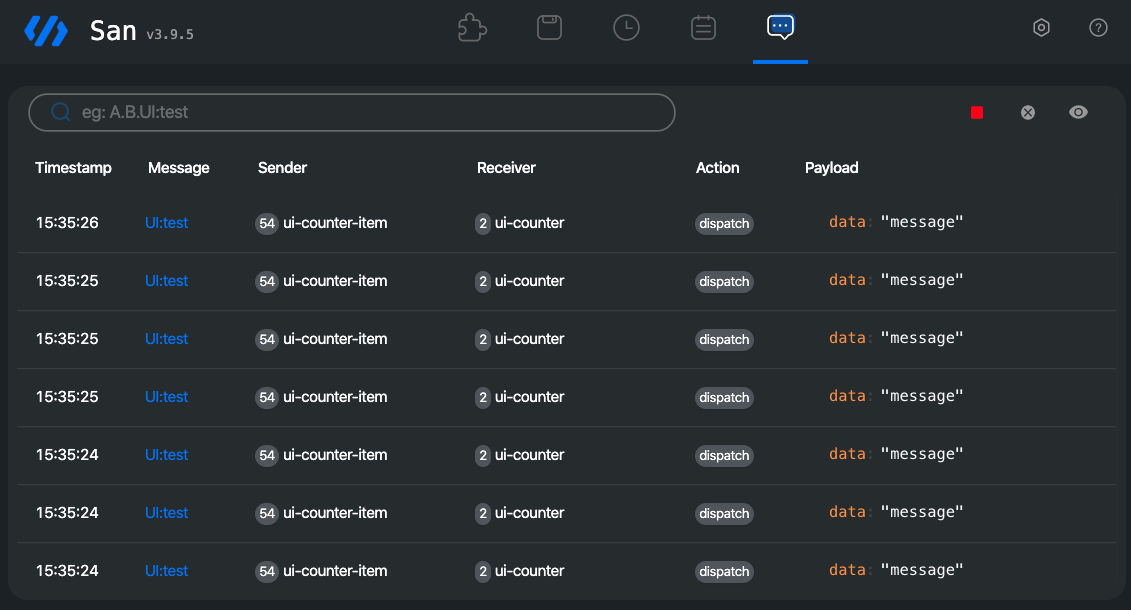 San v3.9.5
eg: A.B.UI:test
Timestamp Message Sender Receiver Action Payload
15:35:26 UI:test 54 ui-counter-item 2 ui-counter dispatch data: "message"
15:35:25 UI:test 54 ui-counter-item 2 ui-counter dispatch data: "message"
15:35:25 UI:test 54 ui-counter-item 2 ui-counter dispatch data: "message"
15:35:25 UI:test 54 ui-counter-item 2 ui-counter dispatch data: "message"
15:35:24 UI:test 54 ui-counter-item 2 ui-counter dispatch data: "message"
15:35:24 UI:test 54 ui-counter-item 2 ui-counter dispatch data: "message"
15:35:24 UI:test 54 ui-counter-item 2 ui-counter dispatch data: "message"